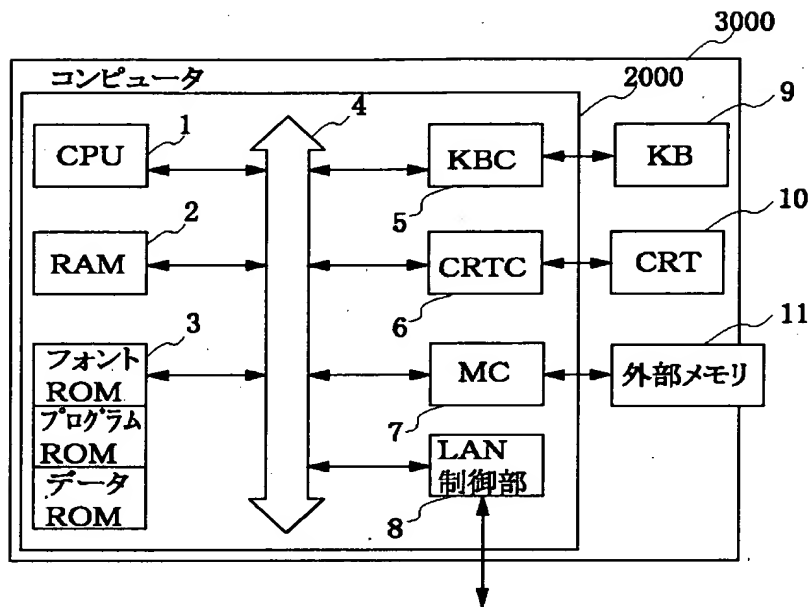 3000
コンピュータ
2000
1
4
9
CPU
KBC
KB
5
2
10
RAM
CRTC
CRT
6
3
11
フォント
ROM
MC
外部メモリ
7
プログラム
ROM
LAN
制御部
データ
ROM
8